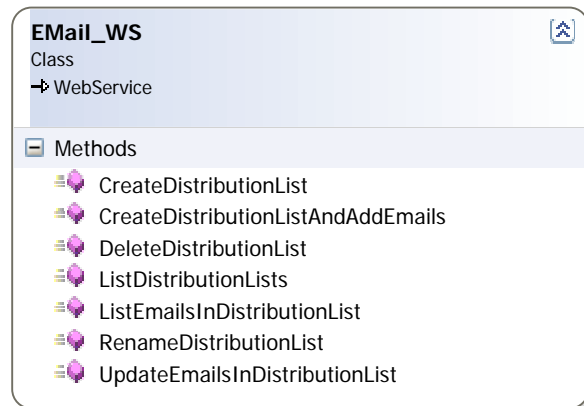 EMail_WS
Class
WebService
Methods
CreateDistributionList
CreateDistributionListAndAddEmails
DeleteDistributionList
ListDistributionLists
ListEmailsInDistributionList
RenameDistributionList
UpdateEmailsInDistributionList